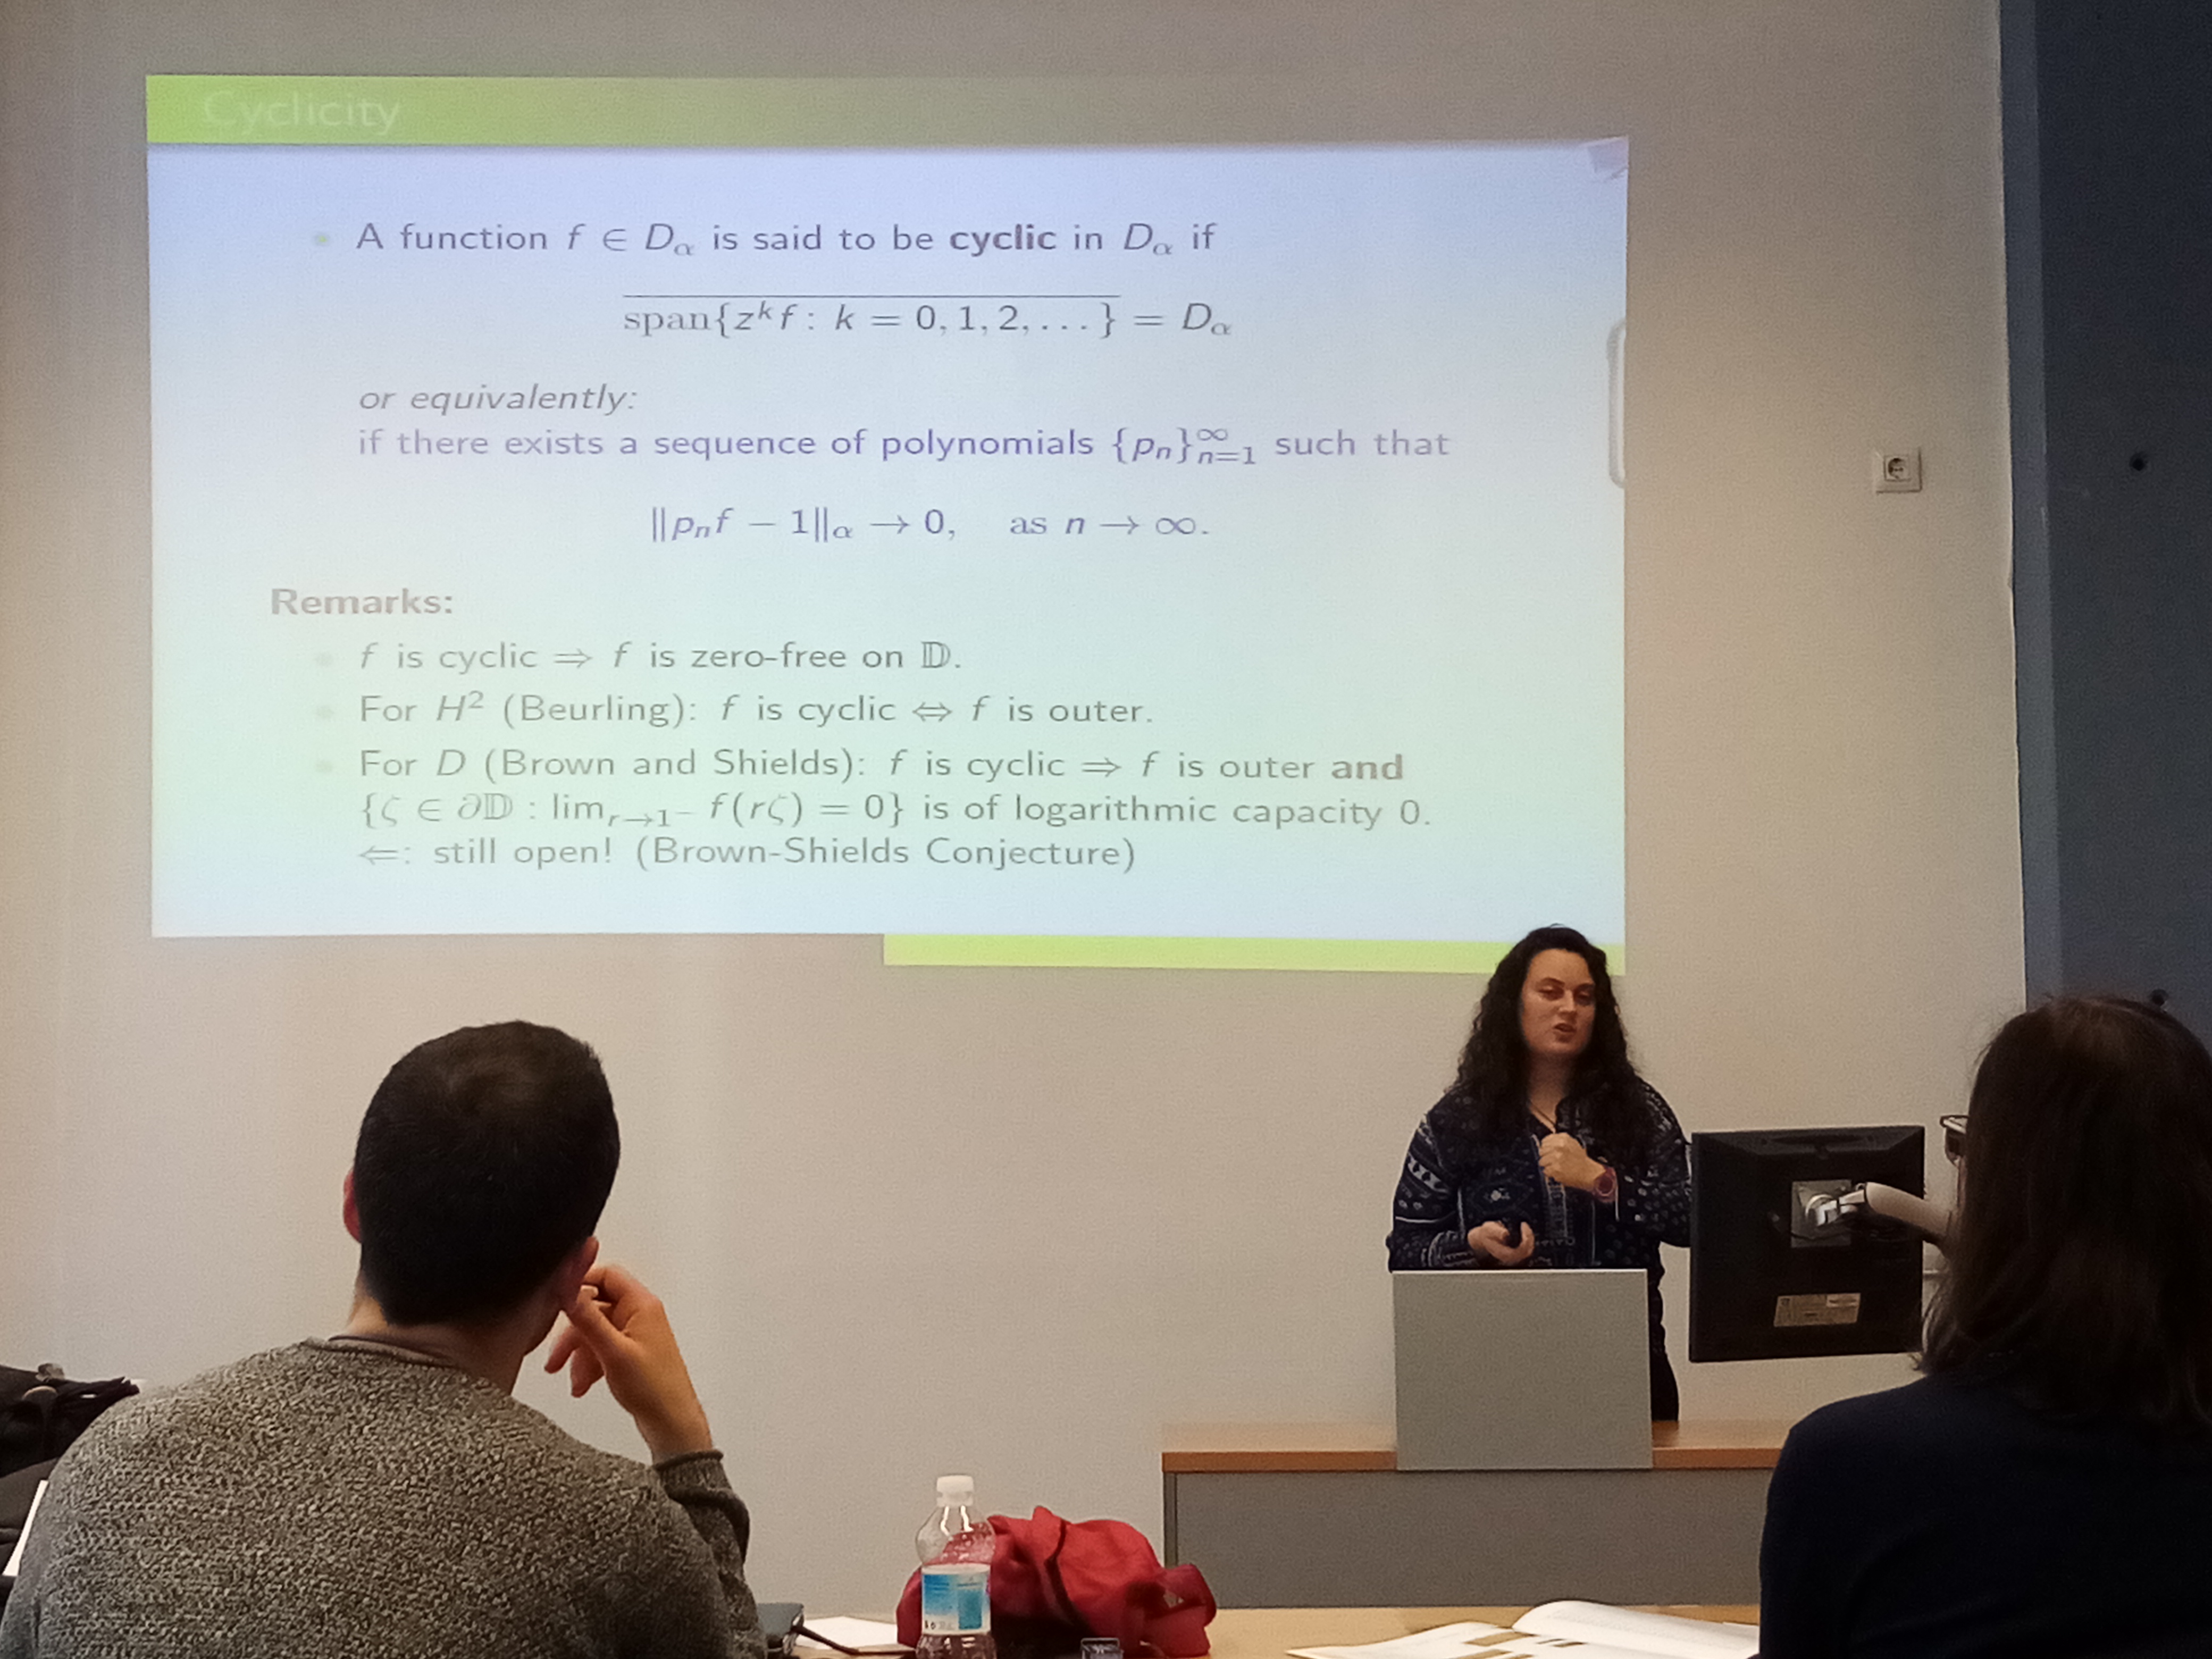 Cyclicity
A function f ∈ D_α is said to be cyclic in D_α if
\overline{span{z^k f : k = 0, 1, 2, . . . }} = D_α
or equivalently:
if there exists a sequence of polynomials {p_n}_{n=1}^∞ such that
‖p_n f − 1‖_α → 0, as n → ∞.
Remarks:
f is cyclic ⇒ f is zero-free on 𝔻.
For H² (Beurling): f is cyclic ⇔ f is outer.
For D (Brown and Shields): f is cyclic ⇒ f is outer and
{ζ ∈ ∂𝔻 : lim_{r→1⁻} f(rζ) = 0} is of logarithmic capacity 0.
⇐: still open! (Brown-Shields Conjecture)